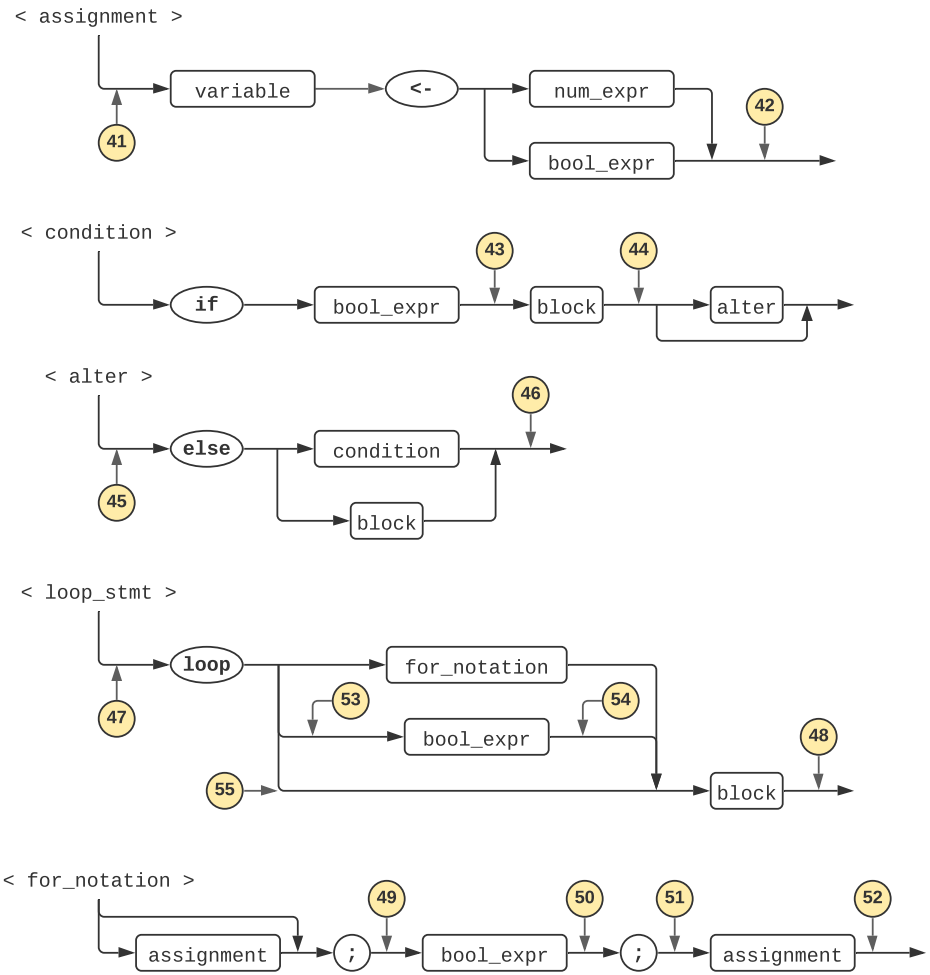 < assignment >
variable <- num_expr 42
41 bool_expr
< condition > 43 44
if bool_expr block alter
< alter > 46
else condition
45 block
< loop_stmt >
loop for_notation
47 53 bool_expr 54 48
55 block
< for_notation > 49 50 51 52
assignment ; bool_expr ; assignment